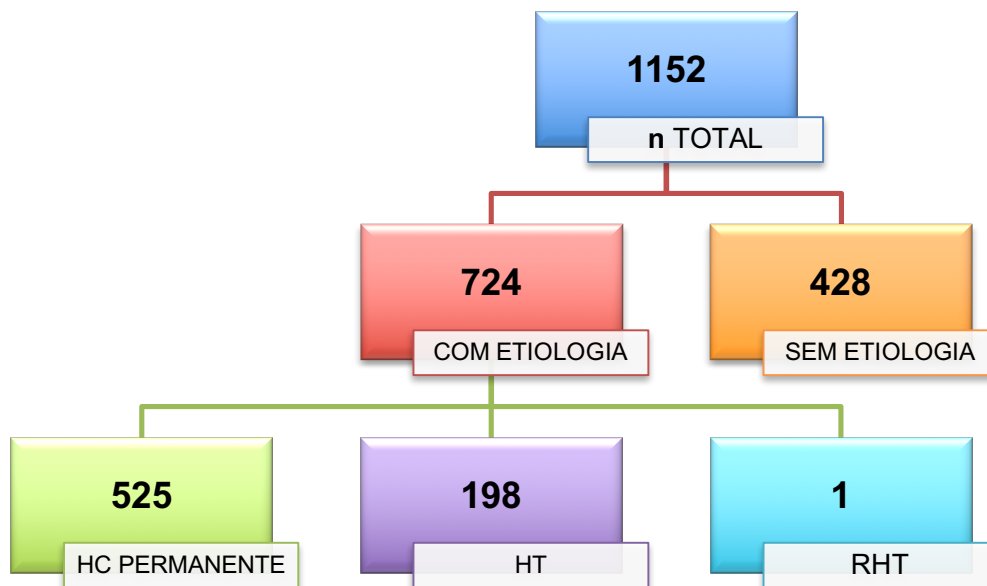 1152
n TOTAL
724
COM ETIOLOGIA
428
SEM ETIOLOGIA
525
HC PERMANENTE
198
HT
1
RHT